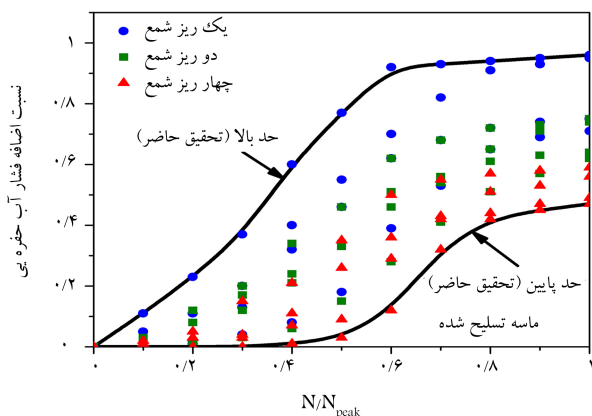 یک ریز شمع
دو ریز شمع
چهار ریز شمع
حد بالا (تحقیق حاضر)
حد پایین (تحقیق حاضر)
ماسه تسلیح شده
نسبت اضافه فشار آب حفره یی
۱
۰/۸
۰/۶
۰/۴
۰/۲
۰
۰ ۰/۲ ۰/۴ ۰/۶ ۰/۸ ۱
N/Npeak